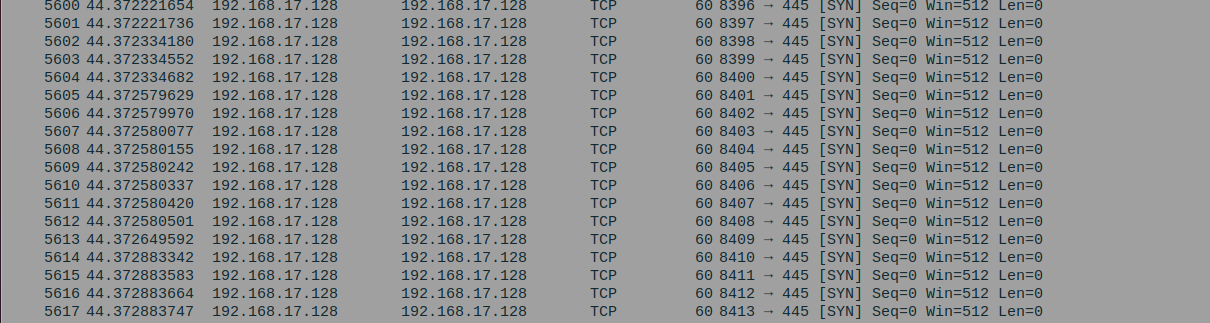 5600 44.372221654 192.168.17.128 192.168.17.128 TCP 60 8396 → 445 [SYN] Seq=0 Win=512 Len=0
5601 44.372221736 192.168.17.128 192.168.17.128 TCP 60 8397 → 445 [SYN] Seq=0 Win=512 Len=0
5602 44.372334180 192.168.17.128 192.168.17.128 TCP 60 8398 → 445 [SYN] Seq=0 Win=512 Len=0
5603 44.372334552 192.168.17.128 192.168.17.128 TCP 60 8399 → 445 [SYN] Seq=0 Win=512 Len=0
5604 44.372334682 192.168.17.128 192.168.17.128 TCP 60 8400 → 445 [SYN] Seq=0 Win=512 Len=0
5605 44.372579629 192.168.17.128 192.168.17.128 TCP 60 8401 → 445 [SYN] Seq=0 Win=512 Len=0
5606 44.372579970 192.168.17.128 192.168.17.128 TCP 60 8402 → 445 [SYN] Seq=0 Win=512 Len=0
5607 44.372580077 192.168.17.128 192.168.17.128 TCP 60 8403 → 445 [SYN] Seq=0 Win=512 Len=0
5608 44.372580155 192.168.17.128 192.168.17.128 TCP 60 8404 → 445 [SYN] Seq=0 Win=512 Len=0
5609 44.372580242 192.168.17.128 192.168.17.128 TCP 60 8405 → 445 [SYN] Seq=0 Win=512 Len=0
5610 44.372580337 192.168.17.128 192.168.17.128 TCP 60 8406 → 445 [SYN] Seq=0 Win=512 Len=0
5611 44.372580420 192.168.17.128 192.168.17.128 TCP 60 8407 → 445 [SYN] Seq=0 Win=512 Len=0
5612 44.372580501 192.168.17.128 192.168.17.128 TCP 60 8408 → 445 [SYN] Seq=0 Win=512 Len=0
5613 44.372649592 192.168.17.128 192.168.17.128 TCP 60 8409 → 445 [SYN] Seq=0 Win=512 Len=0
5614 44.372883342 192.168.17.128 192.168.17.128 TCP 60 8410 → 445 [SYN] Seq=0 Win=512 Len=0
5615 44.372883583 192.168.17.128 192.168.17.128 TCP 60 8411 → 445 [SYN] Seq=0 Win=512 Len=0
5616 44.372883664 192.168.17.128 192.168.17.128 TCP 60 8412 → 445 [SYN] Seq=0 Win=512 Len=0
5617 44.372883747 192.168.17.128 192.168.17.128 TCP 60 8413 → 445 [SYN] Seq=0 Win=512 Len=0